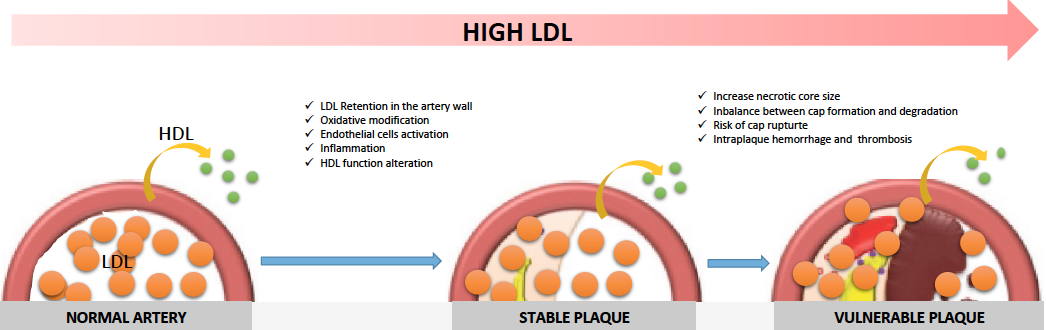 HIGH LDL
✓ LDL Retention in the artery wall
✓ Oxidative modification
✓ Endothelial cells activation
✓ Inflammation
✓ HDL function alteration
✓ Increase necrotic core size
✓ Inbalance between cap formation and degradation
✓ Risk of cap rupturte
✓ Intraplaque hemorrhage and thrombosis
HDL
LDL
NORMAL ARTERY
STABLE PLAQUE
VULNERABLE PLAQUE